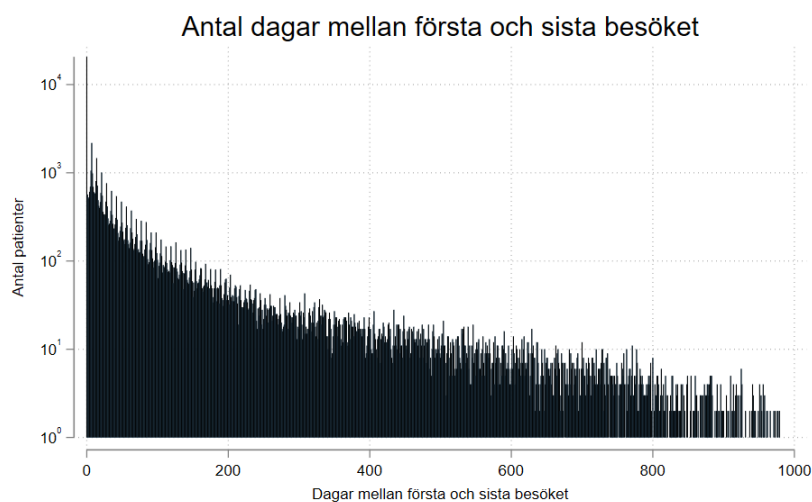 Antal dagar mellan första och sista besöket
Antal patienter
10⁴
10³
10²
10¹
10⁰
0 200 400 600 800 1000
Dagar mellan första och sista besöket